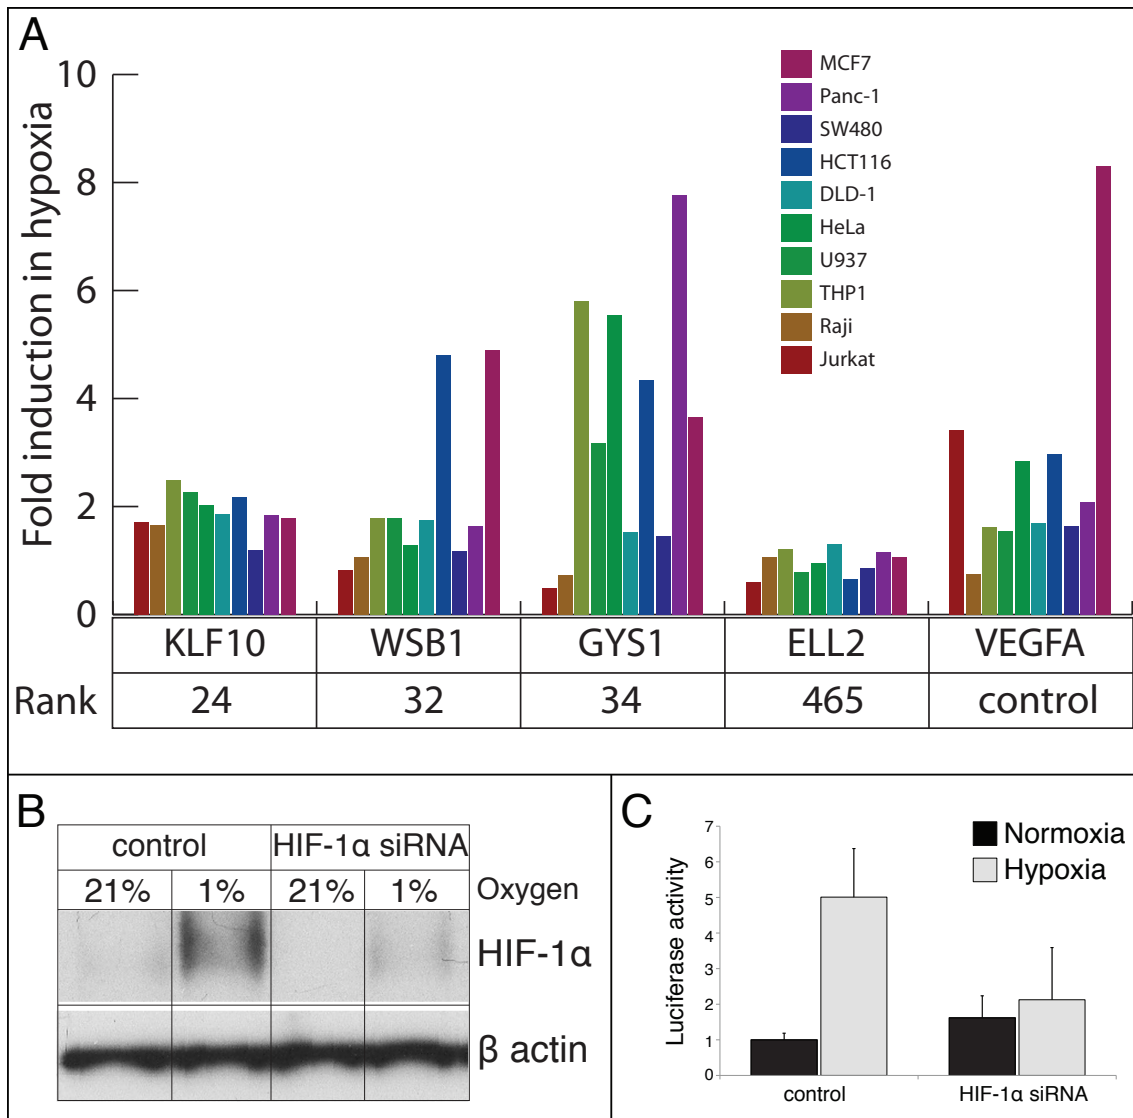 A
Fold induction in hypoxia
10
8
6
4
2
0
MCF7
Panc-1
SW480
HCT116
DLD-1
HeLa
U937
THP1
Raji
Jurkat
KLF10 WSB1 GYS1 ELL2 VEGFA
Rank 24 32 34 465 control
B
control HIF-1α siRNA
21% 1% 21% 1% Oxygen
HIF-1α
β actin
C
Luciferase activity
7
6
5
4
3
2
1
0
Normoxia
Hypoxia
control HIF-1α siRNA